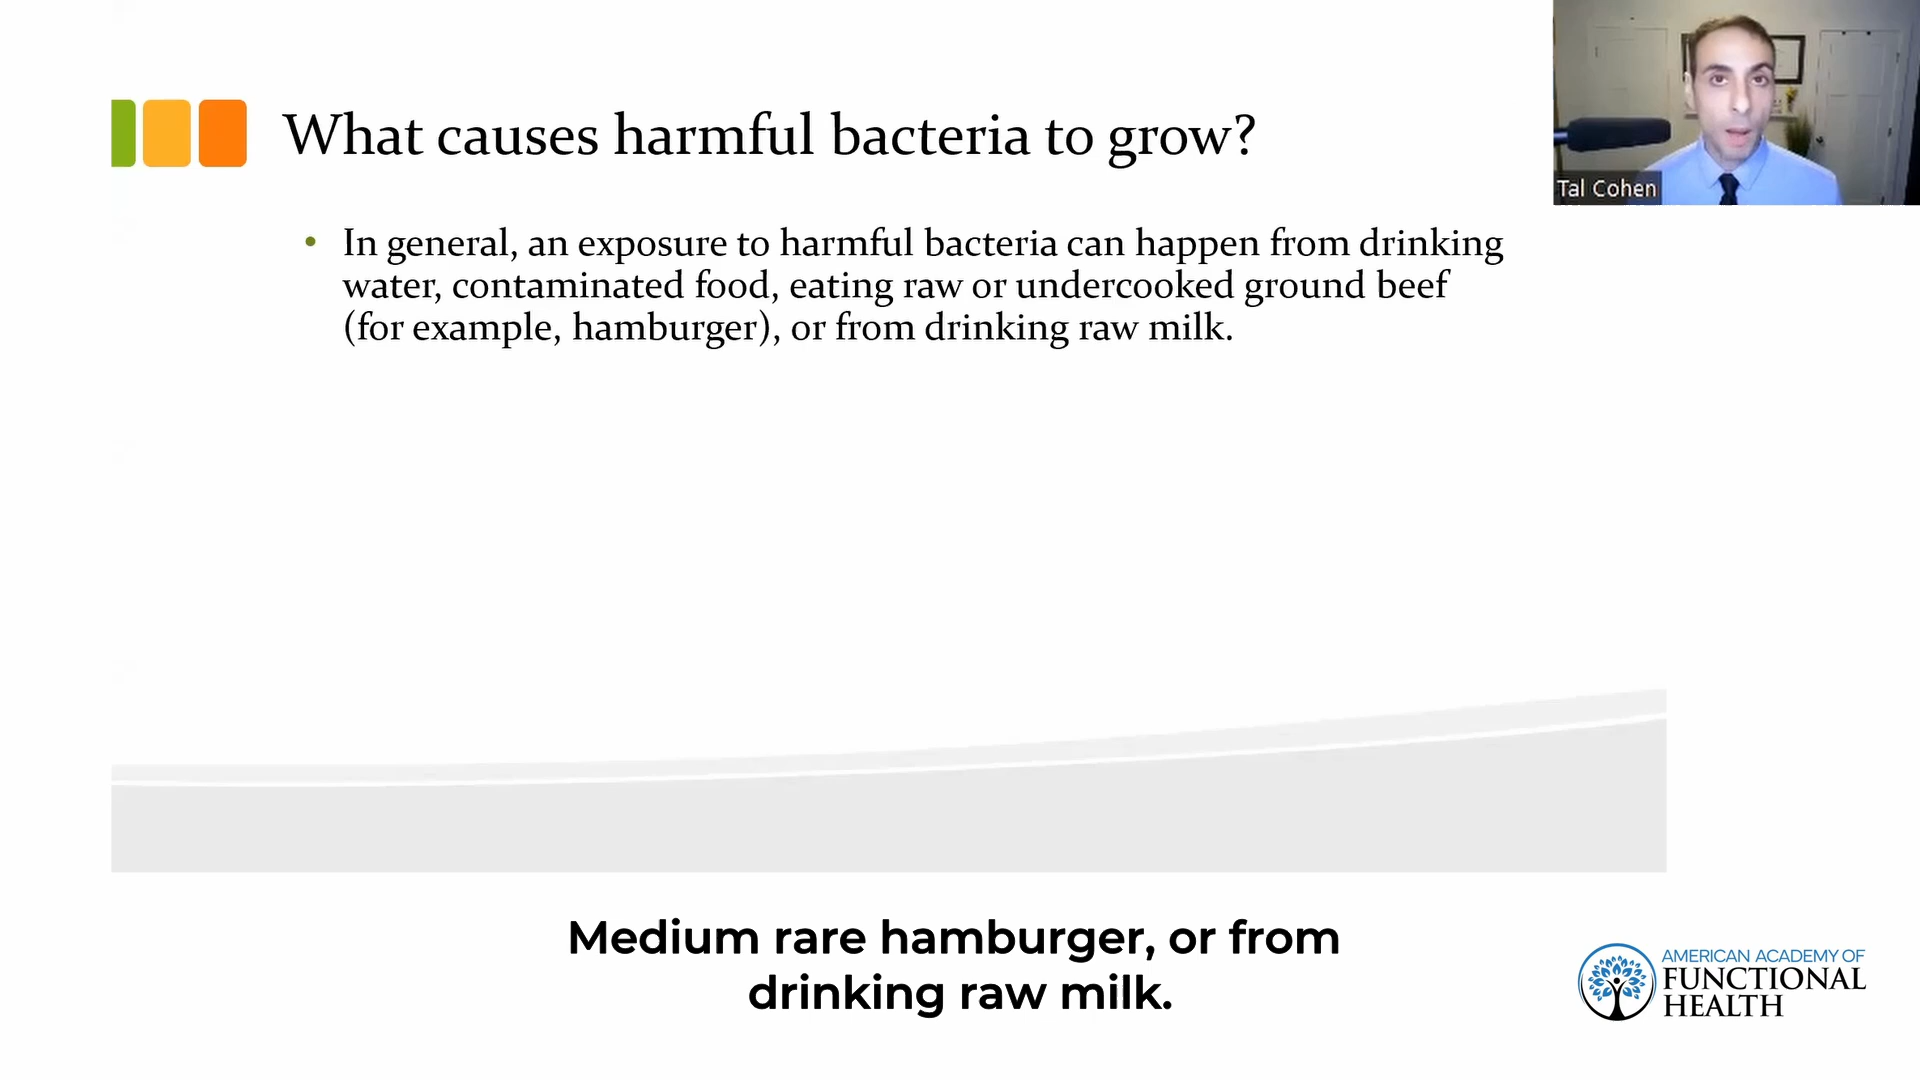 What causes harmful bacteria to grow?
Tal Cohen
• In general, an exposure to harmful bacteria can happen from drinking
water, contaminated food, eating raw or undercooked ground beef
(for example, hamburger), or from drinking raw milk.
Medium rare hamburger, or from
drinking raw milk.
AMERICAN ACADEMY OF
FUNCTIONAL
HEALTH